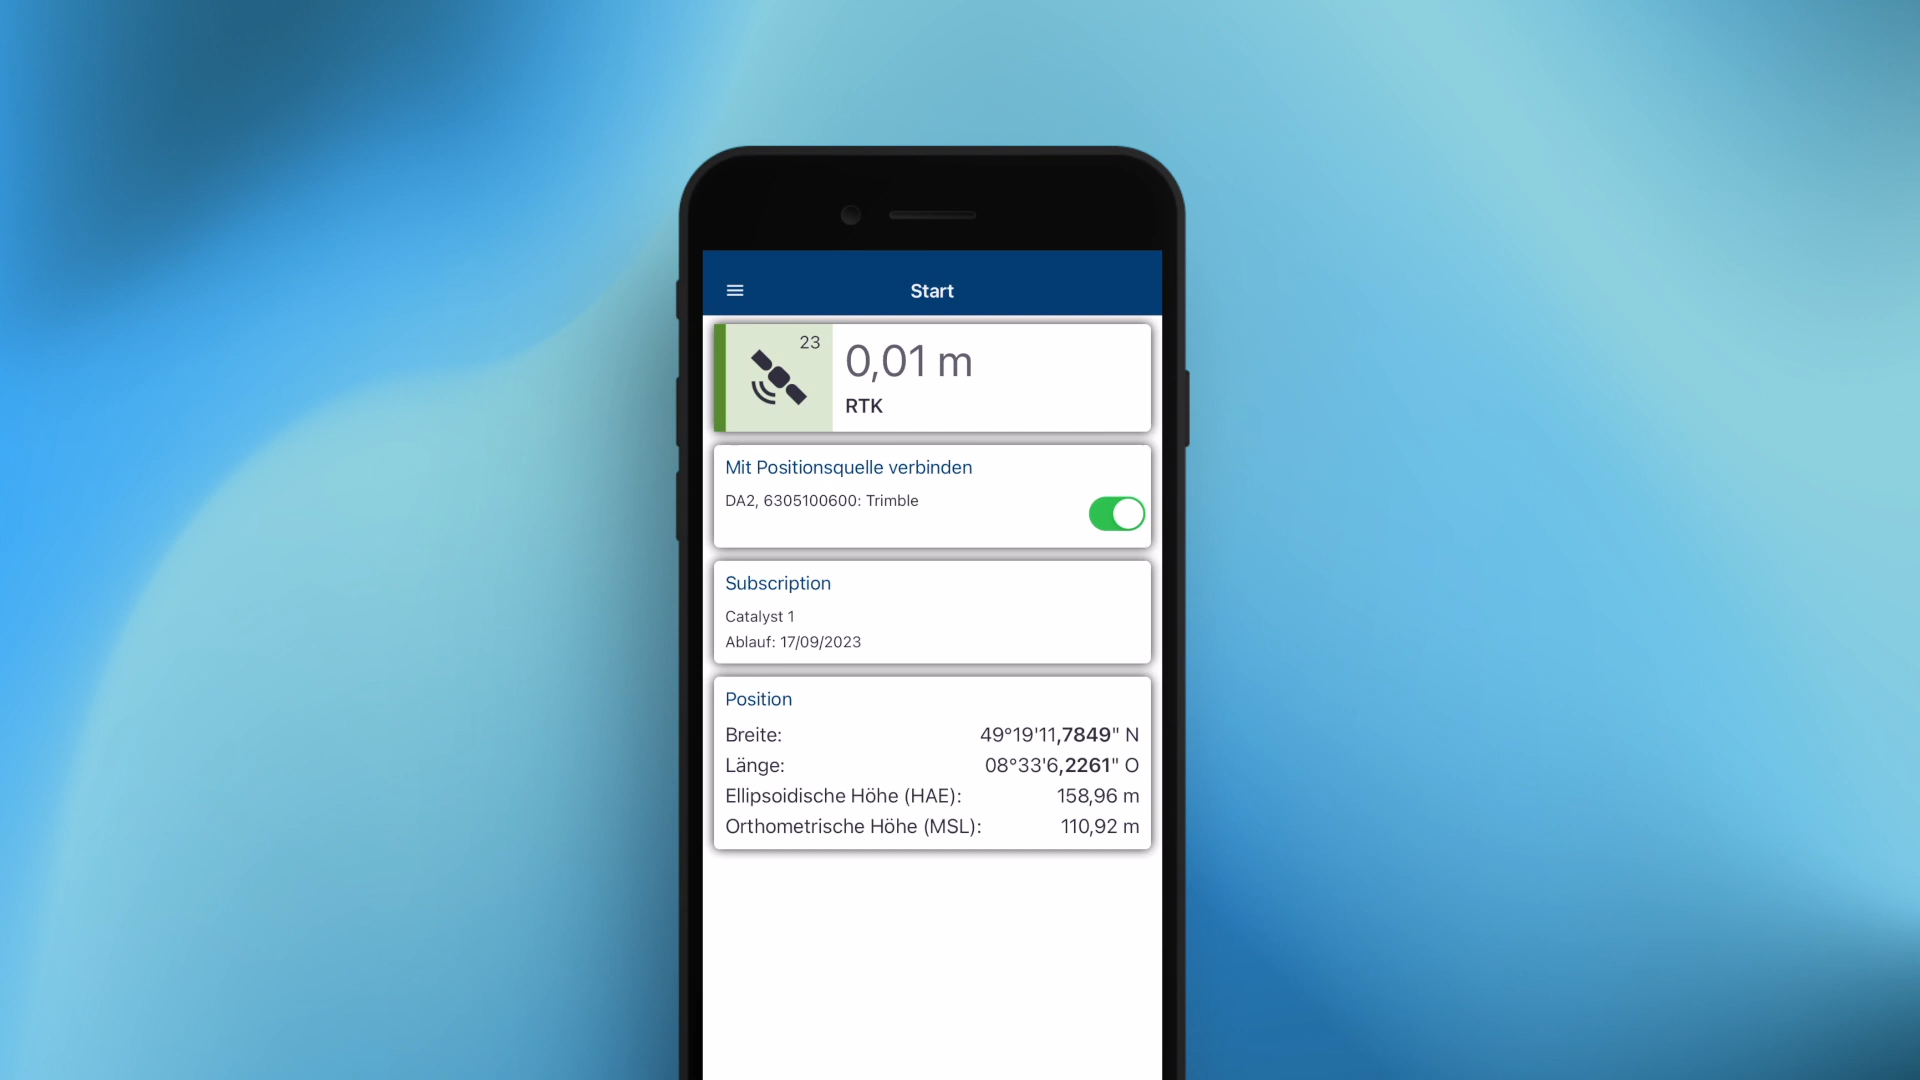 Start
23
0,01 m
RTK
Mit Positionsquelle verbinden
DA2, 6305100600: Trimble
Subscription
Catalyst 1
Ablauf: 17/09/2023
Position
Breite: 49°19'11,7849" N
Länge: 08°33'6,2261" O
Ellipsoidische Höhe (HAE): 158,96 m
Orthometrische Höhe (MSL): 110,92 m